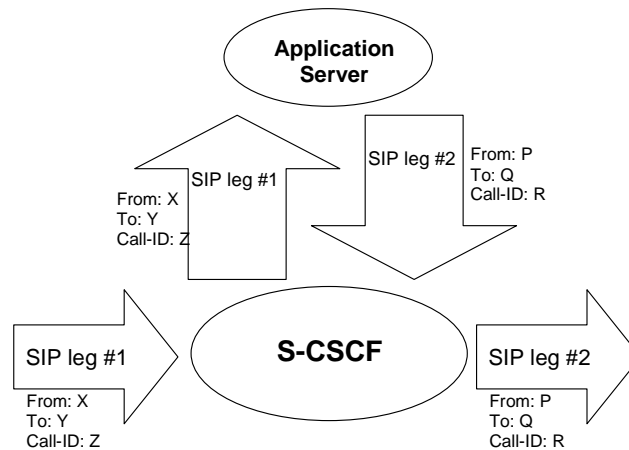 Application
Server
SIP leg #1
From: X
To: Y
Call-ID: Z
SIP leg #2
From: P
To: Q
Call-ID: R
SIP leg #1
From: X
To: Y
Call-ID: Z
S-CSCF
SIP leg #2
From: P
To: Q
Call-ID: R